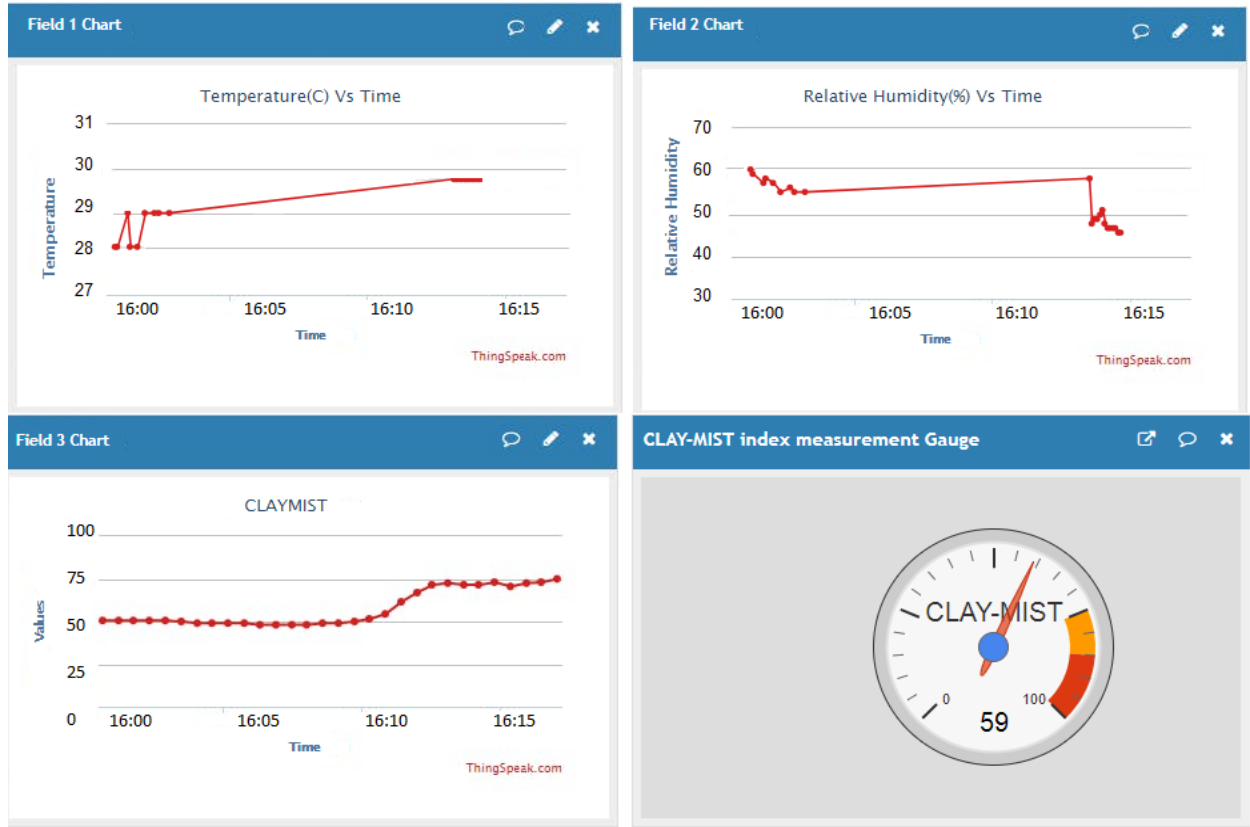 Field 1 Chart
Temperature(C) Vs Time
31
30
29
28
27
Temperature
16:00 16:05 16:10 16:15
Time
ThingSpeak.com
Field 2 Chart
Relative Humidity(%) Vs Time
70
60
50
40
30
Relative Humidity
16:00 16:05 16:10 16:15
Time
ThingSpeak.com
Field 3 Chart
CLAYMIST
100
75
50
25
0
Values
16:00 16:05 16:10 16:15
Time
ThingSpeak.com
CLAY-MIST index measurement Gauge
CLAY-MIST
0 100
59